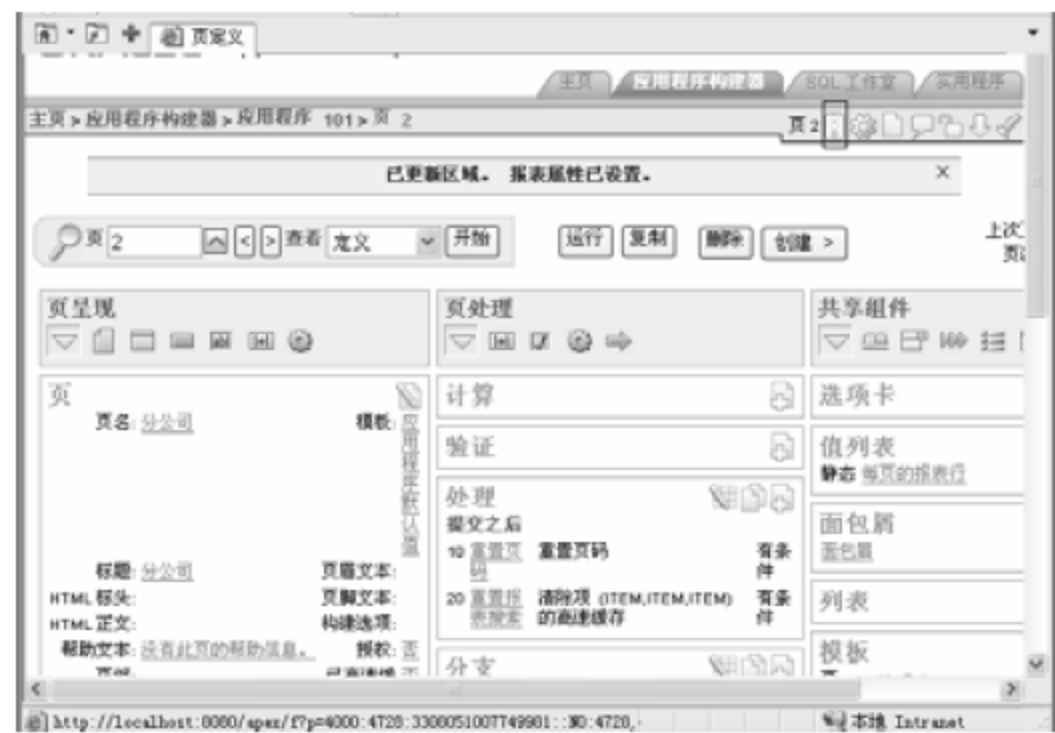 页定义
主页 应用程序构建器 SQL 工作室 实用程序
主页 > 应用程序构建器 > 应用程序 101 > 页 2
页 2
已更新区域。 报表属性已设置。 ×
页 2 < > 查看 定义 开始 运行 复制 删除 创建 >
上次
页呈现 页处理 共享组件
页
页名: 分公司
模板: 应用程序默认值
标题: 分公司
页眉文本:
HTML 标头:
页脚文本:
HTML 正文:
构建选项:
帮助文本: 没有此页的帮助信息。
授权: 否
计算
验证
处理
提交之后
10 重置页码 重置页码 有条件
20 重置报表搜索 清除项 (ITEM,ITEM,ITEM) 的高速缓存 有条件
分支
选项卡
值列表
静态 每页的报表行
面包屑
面包屑
列表
模板
http://localhost:8080/apex/f?p=4000:4728:3300051007749901::NO:4728,
本地 Intranet